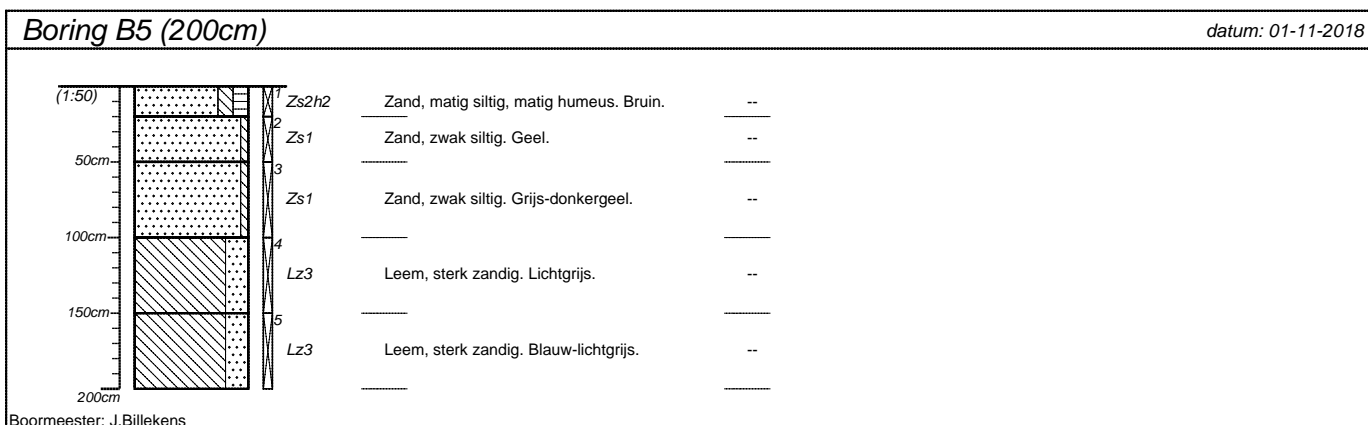 Boring B5 (200cm) datum: 01-11-2018
(1:50) 1 Zs2h2 Zand, matig siltig, matig humeus. Bruin. --
2 Zs1 Zand, zwak siltig. Geel. --
50cm 3
Zs1 Zand, zwak siltig. Grijs-donkergeel. --
100cm 4
Lz3 Leem, sterk zandig. Lichtgrijs. --
150cm 5
Lz3 Leem, sterk zandig. Blauw-lichtgrijs. --
200cm
Boormeester: J.Billekens